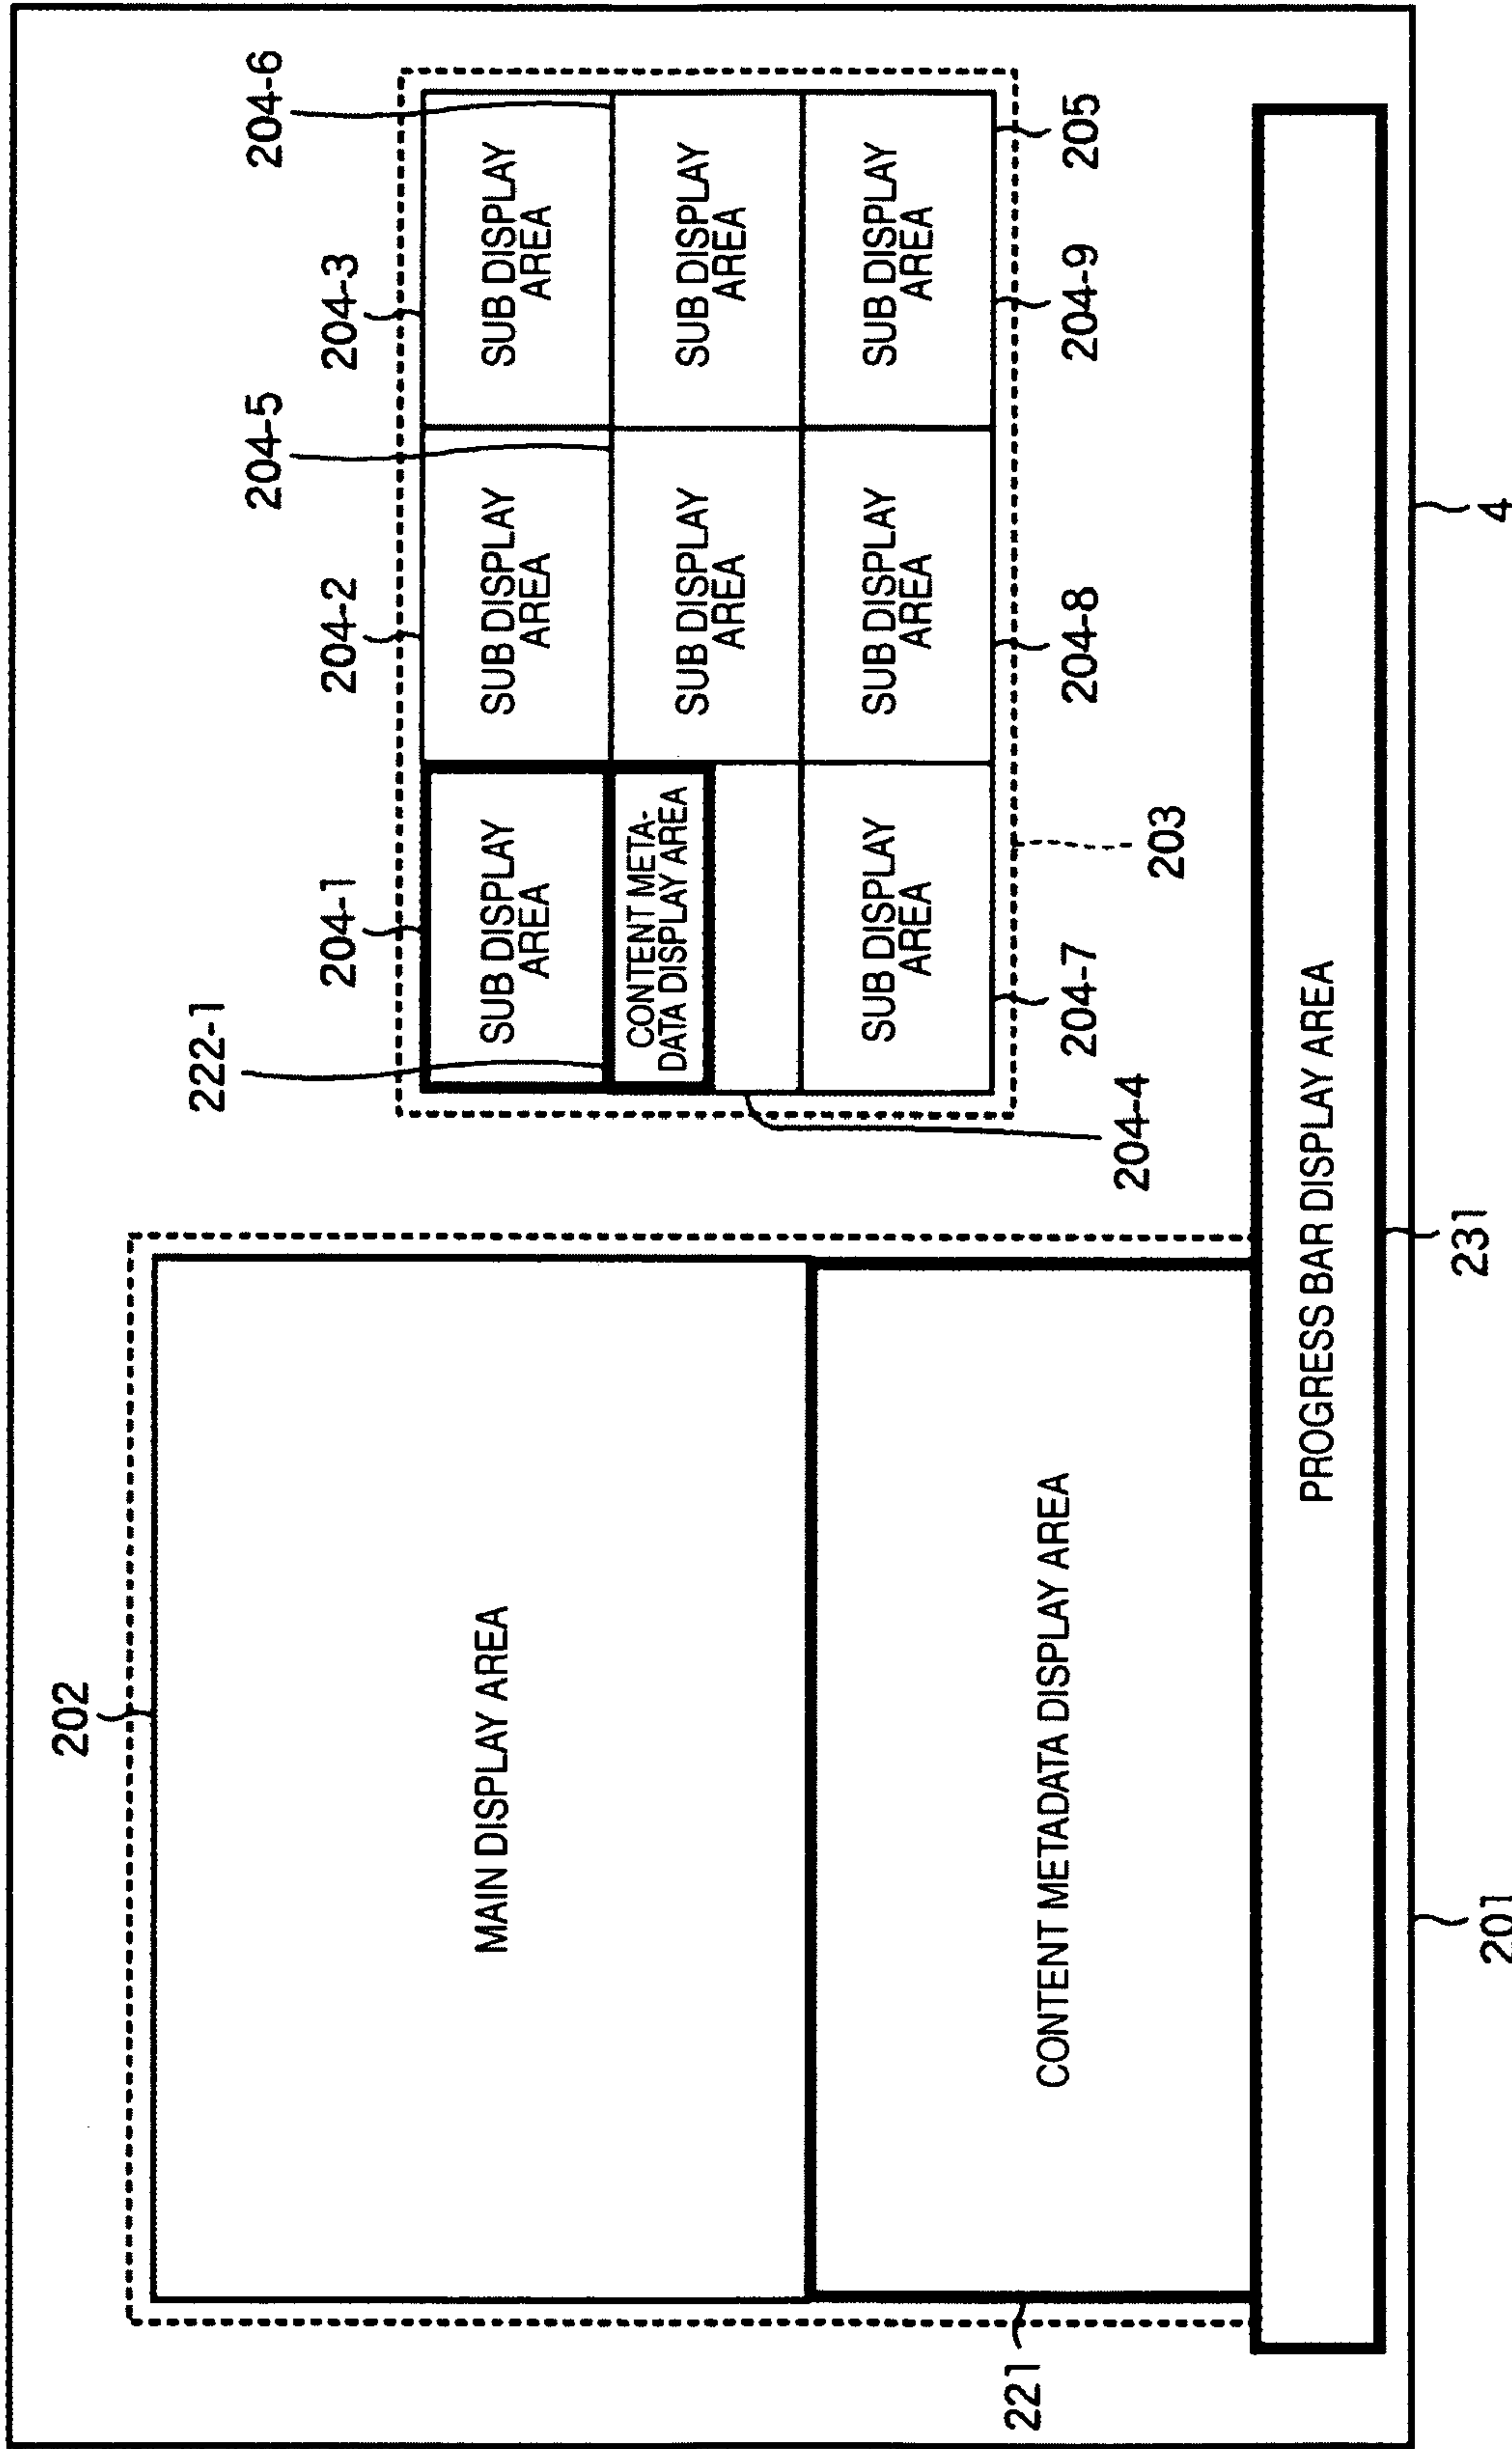 202
MAIN DISPLAY AREA
CONTENT METADATA DISPLAY AREA
221
222-1
204-1
204-2
204-3
204-5
204-6
SUB DISPLAY
AREA
SUB DISPLAY
AREA
SUB DISPLAY
AREA
CONTENT META-
DATA DISPLAY AREA
SUB DISPLAY
AREA
SUB DISPLAY
AREA
SUB DISPLAY
AREA
SUB DISPLAY
AREA
SUB DISPLAY
AREA
204-4
204-7
204-8
204-9
205
203
PROGRESS BAR DISPLAY AREA
201
231
4